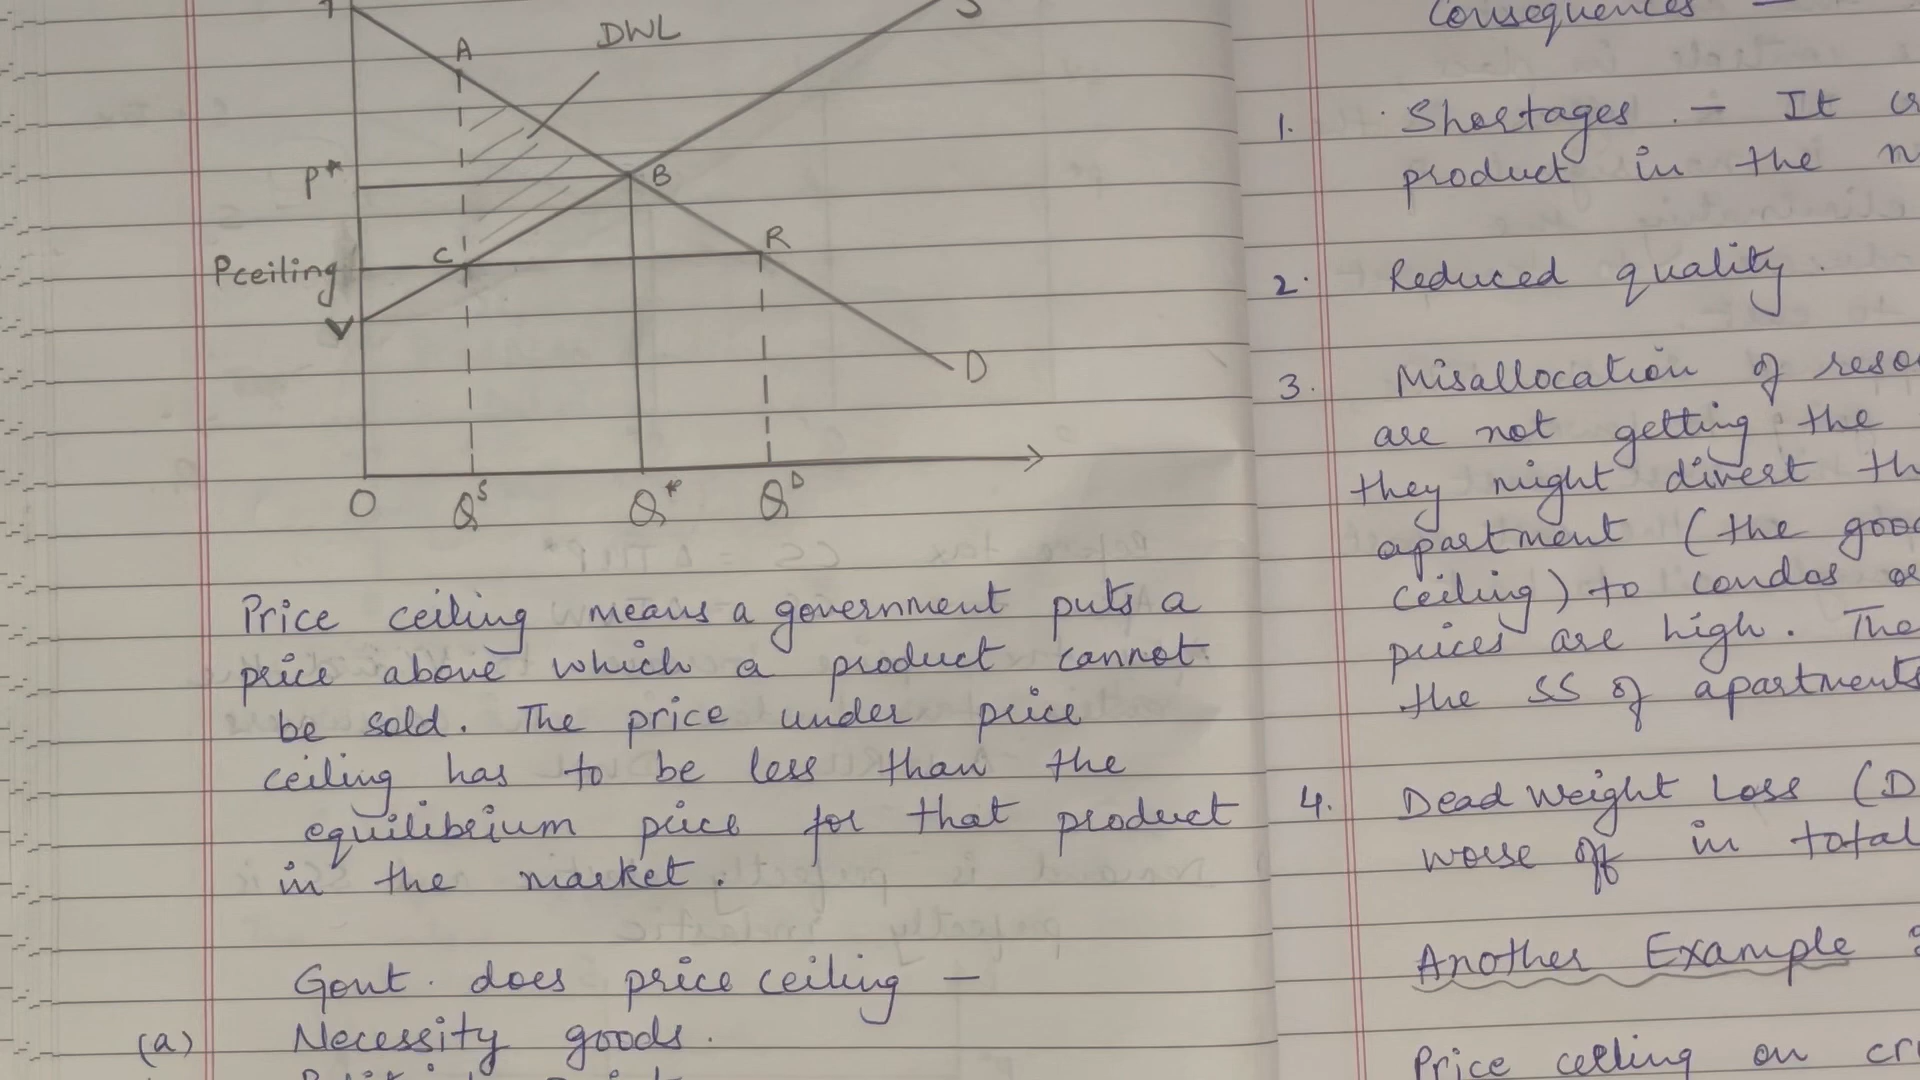 DWL
A
P*
B
C
R
Pceiling
V
D
O
Qˢ
Q*
Qᴰ
Price ceiling means a government puts a
price above which a product cannot
be sold. The price under price
ceiling has to be less than the
equilibrium price for that product
in the market.
Govt. does price ceiling —
(a) Necessity goods.
Consequences —
1. Shortages. - It
product in the
2. Reduced quality.
3. Misallocation of
are not getting the
they might divert
apartment (the
ceiling) to condos
prices are high. The
the SS of apartments
4. Dead weight Loss (D
worse off in total
Another Example
Price ceiling on